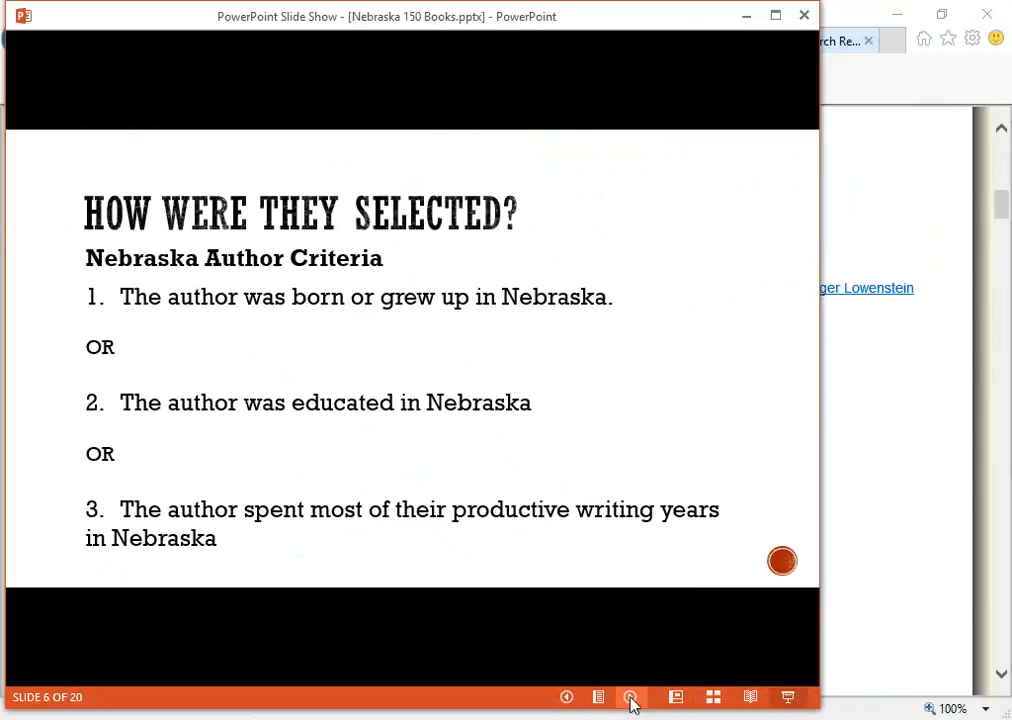 PowerPoint Slide Show - [Nebraska 150 Books.pptx] - PowerPoint
rch Re...
HOW WERE THEY SELECTED?
Nebraska Author Criteria
1. The author was born or grew up in Nebraska.
ger Lowenstein
OR
2. The author was educated in Nebraska
OR
3. The author spent most of their productive writing years
in Nebraska
SLIDE 6 OF 20
100%